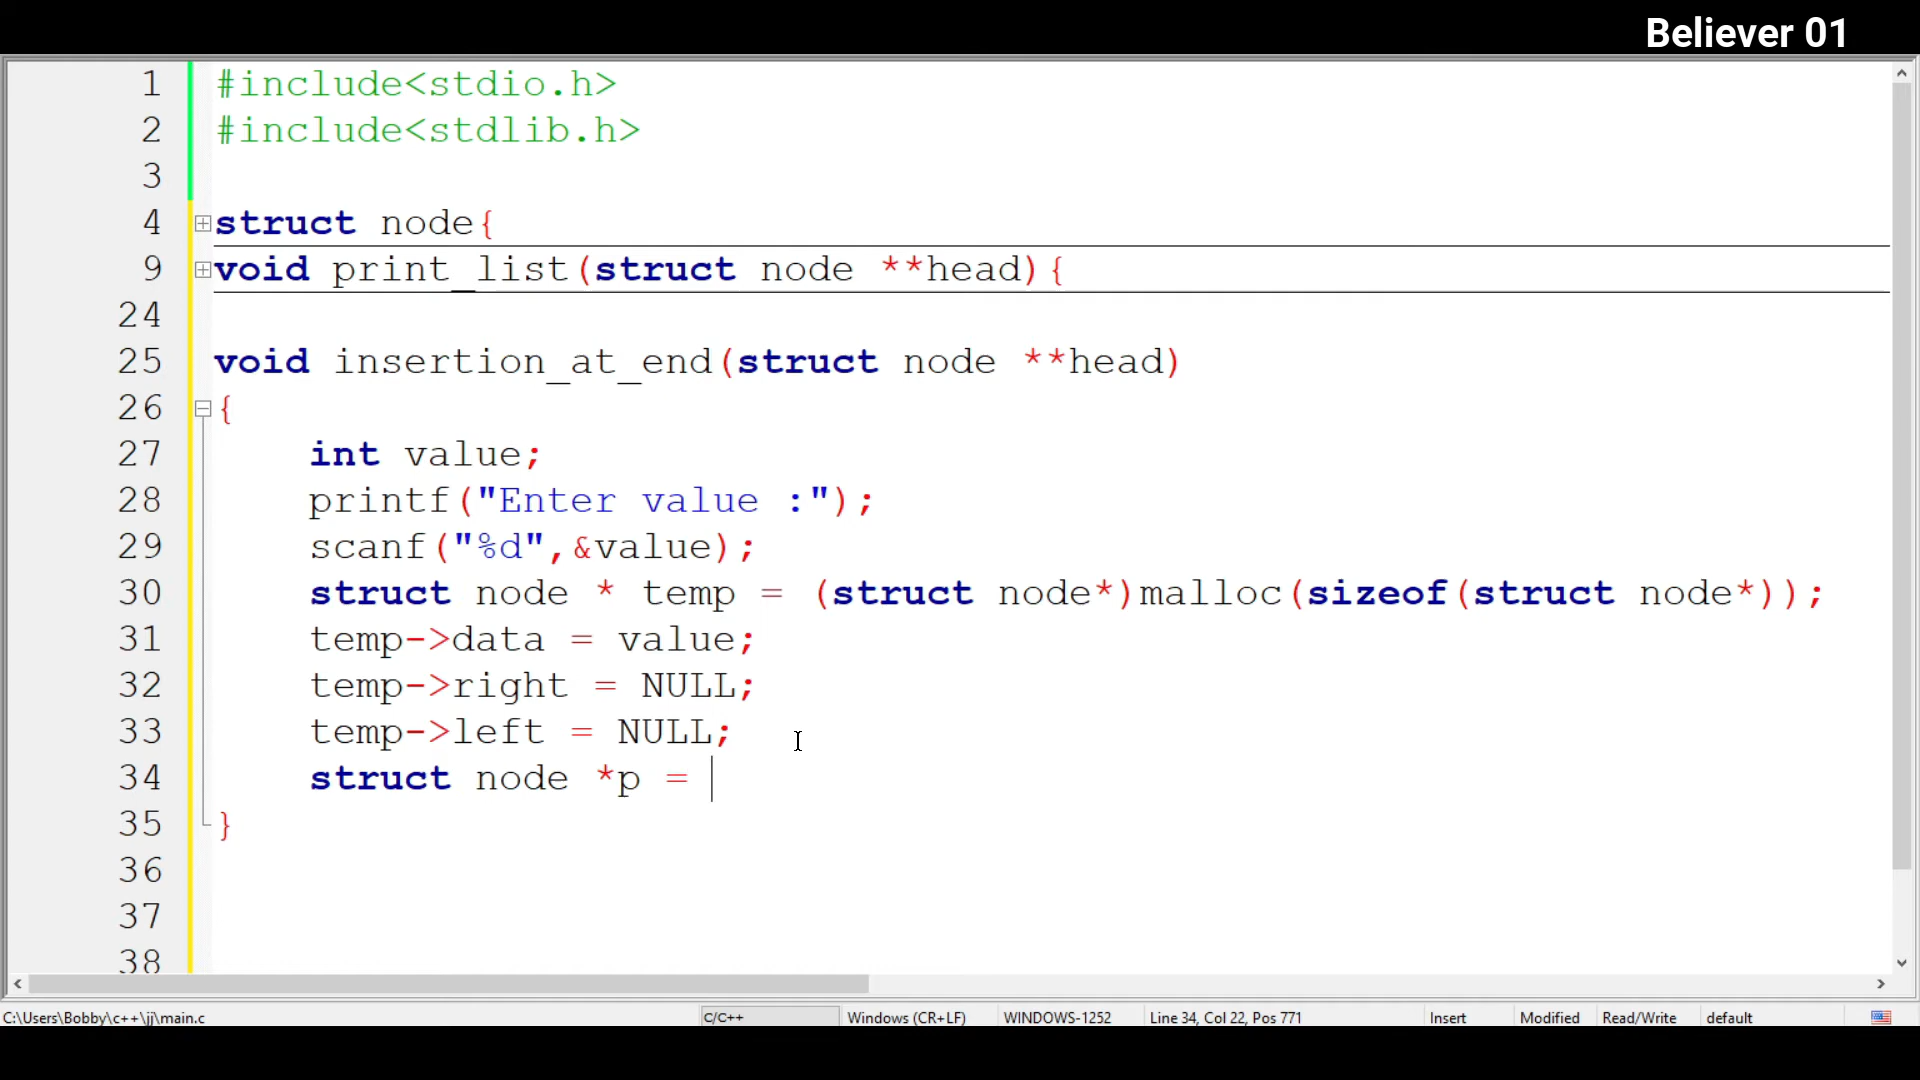 Believer 01
1 #include<stdio.h>
2 #include<stdlib.h>
3
4 struct node{
9 void print_list(struct node **head){
24
25 void insertion_at_end(struct node **head)
26 {
27 int value;
28 printf("Enter value :");
29 scanf("%d",&value);
30 struct node * temp = (struct node*)malloc(sizeof(struct node*));
31 temp->data = value;
32 temp->right = NULL;
33 temp->left = NULL;
34 struct node *p =
35 }
36
37
38
C:\Users\Bobby\c++\jj\main.c C/C++ Windows (CR+LF) WINDOWS-1252 Line 34, Col 22, Pos 771 Insert Modified Read/Write default